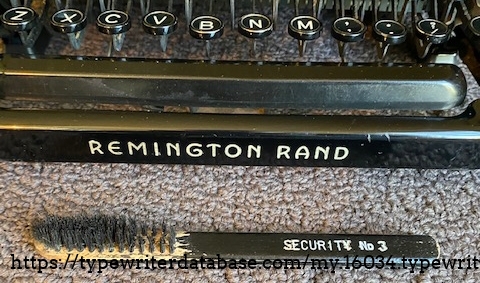 Z X C V B N M
REMINGTON RAND
SECURITY No 3
https://typewriterdatabase.com/my.16034.typewrit